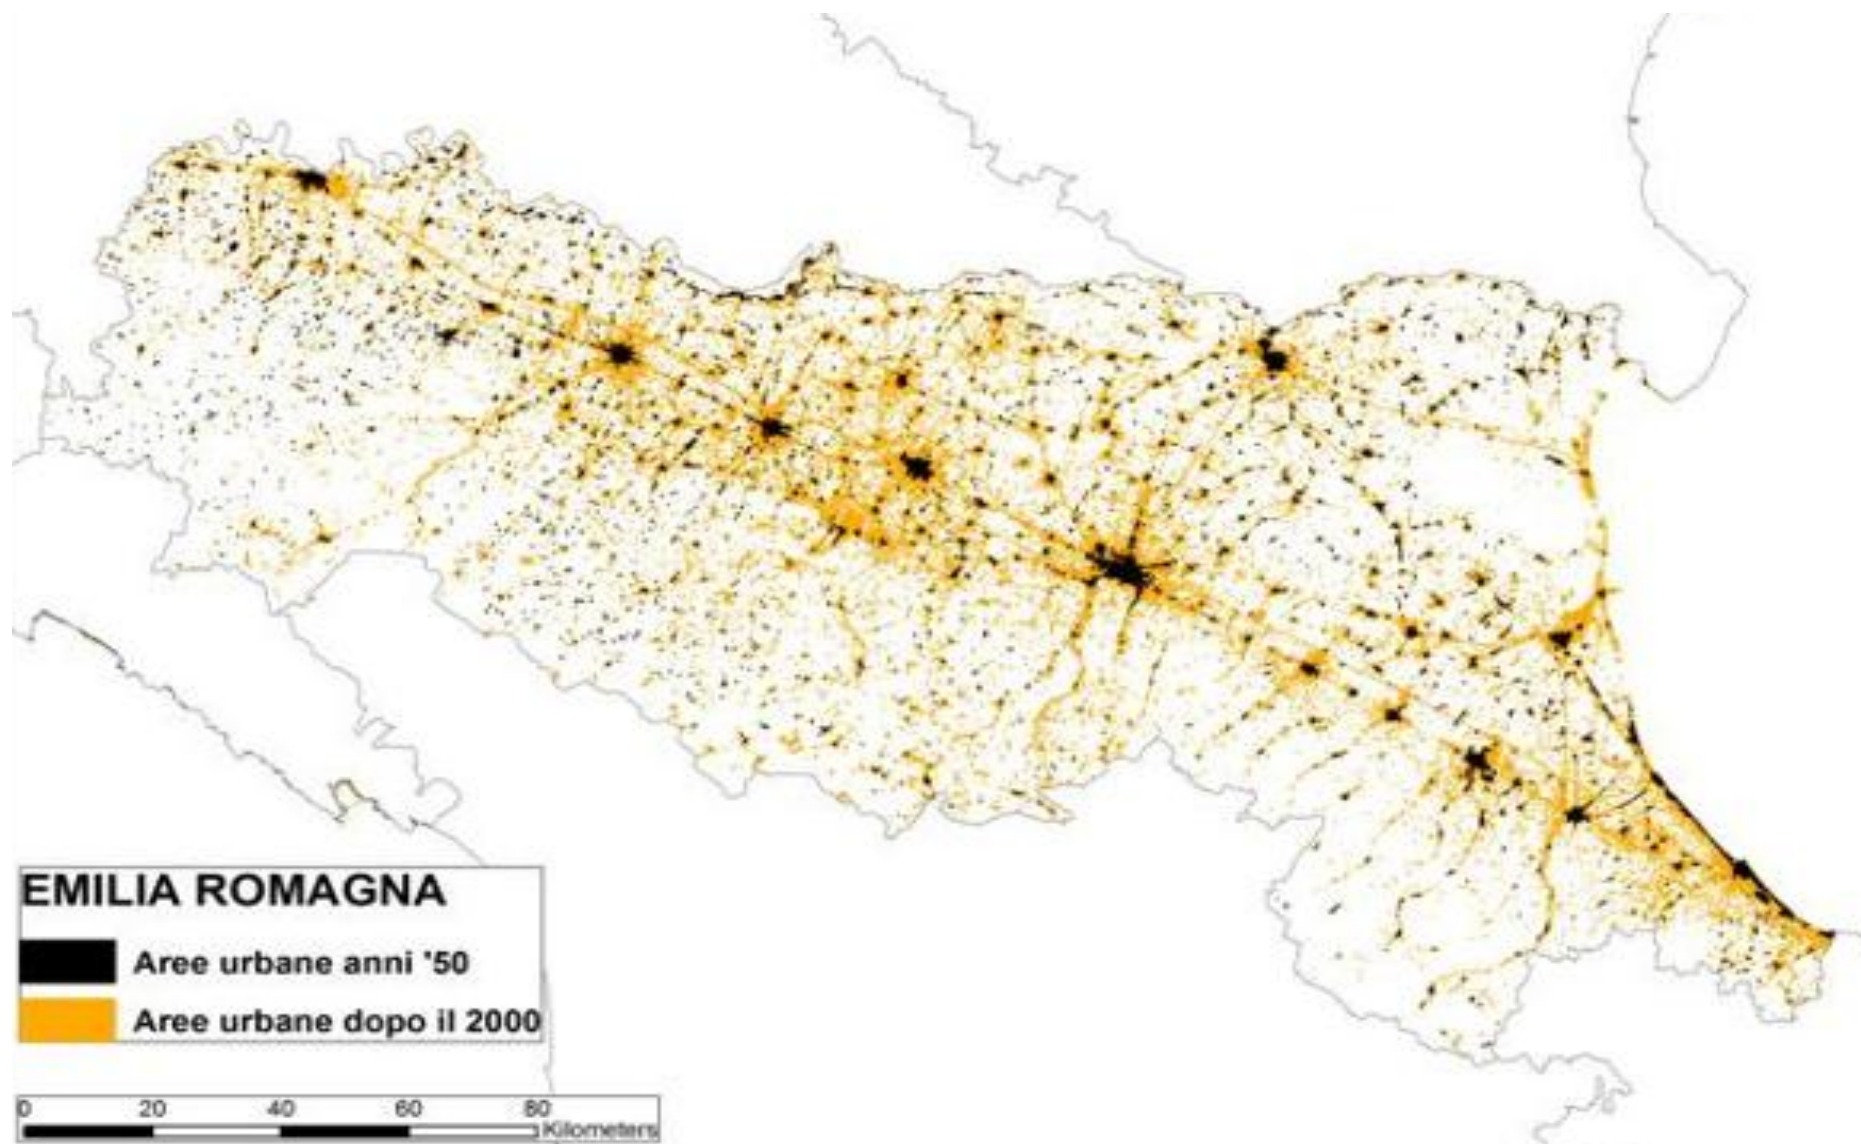 EMILIA ROMAGNA
Aree urbane anni '50
Aree urbane dopo il 2000
0 20 40 60 80
Kilometers